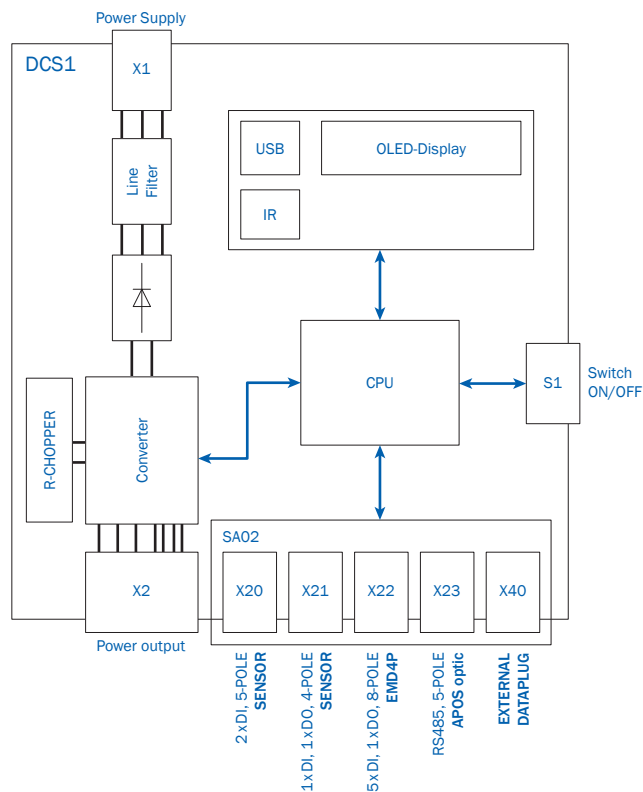 Power Supply
DCS1
X1
USB
OLED-Display
Line
Filter
IR
CPU
S1
Switch
ON/OFF
R-CHOPPER
Converter
SA02
X2
X20
X21
X22
X23
X40
Power output
2 x DI, 5-POLE
SENSOR
1 x DI, 1 x DO, 4-POLE
SENSOR
5 x DI, 1 x DO, 8-POLE
EMD4P
RS485, 5-POLE
APOS optic
EXTERNAL
DATAPLUG